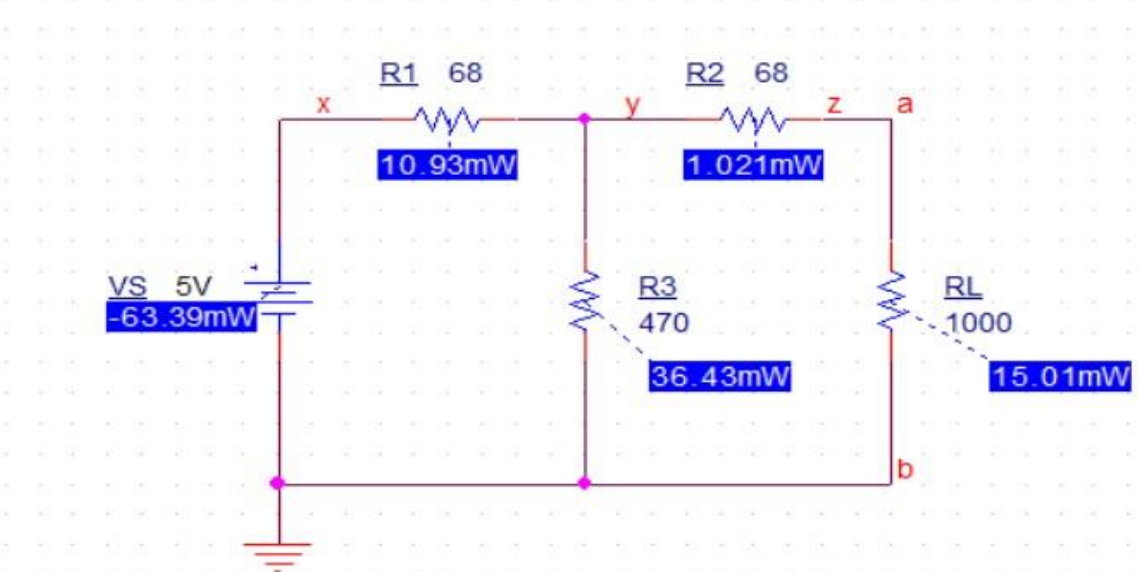 R1 68
R2 68
x
y
z
a
10.93mW
1.021mW
VS 5V
-63.39mW
R3
470
36.43mW
RL
1000
15.01mW
b